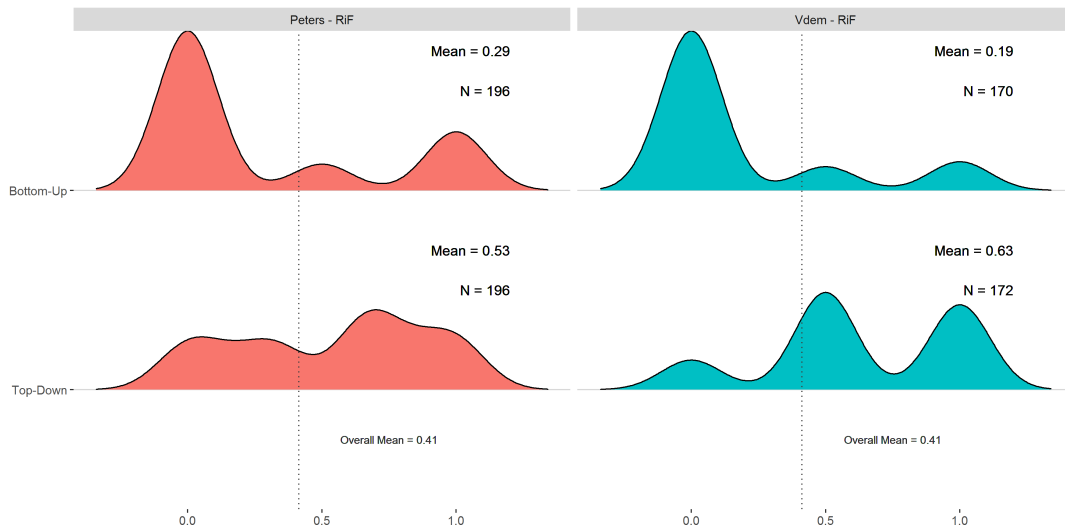 Peters - RiF
Vdem - RiF
Mean = 0.29
N = 196
Mean = 0.19
N = 170
Bottom-Up
Mean = 0.53
N = 196
Mean = 0.63
N = 172
Top-Down
Overall Mean = 0.41
Overall Mean = 0.41
0.0 0.5 1.0
0.0 0.5 1.0